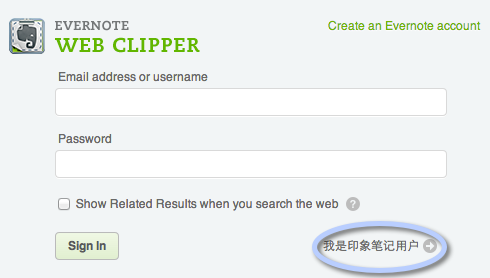 EVERNOTE
WEB CLIPPER
Create an Evernote account
Email address or username
Password
Show Related Results when you search the web ?
Sign In
我是印象笔记用户